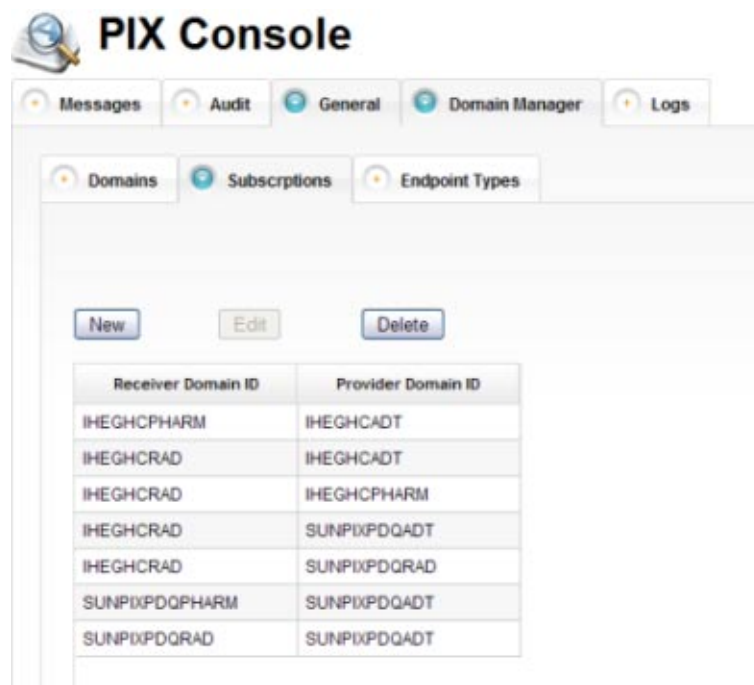 PIX Console
Messages Audit General Domain Manager Logs
Domains Subscrptions Endpoint Types
New Edit Delete
Receiver Domain ID Provider Domain ID
IHEGHCPHARM IHEGHCADT
IHEGHCRAD IHEGHCADT
IHEGHCRAD IHEGHCPHARM
IHEGHCRAD SUNPIXPDQADT
IHEGHCRAD SUNPIXPDQRAD
SUNPIXPDQPHARM SUNPIXPDQADT
SUNPIXPDQRAD SUNPIXPDQADT